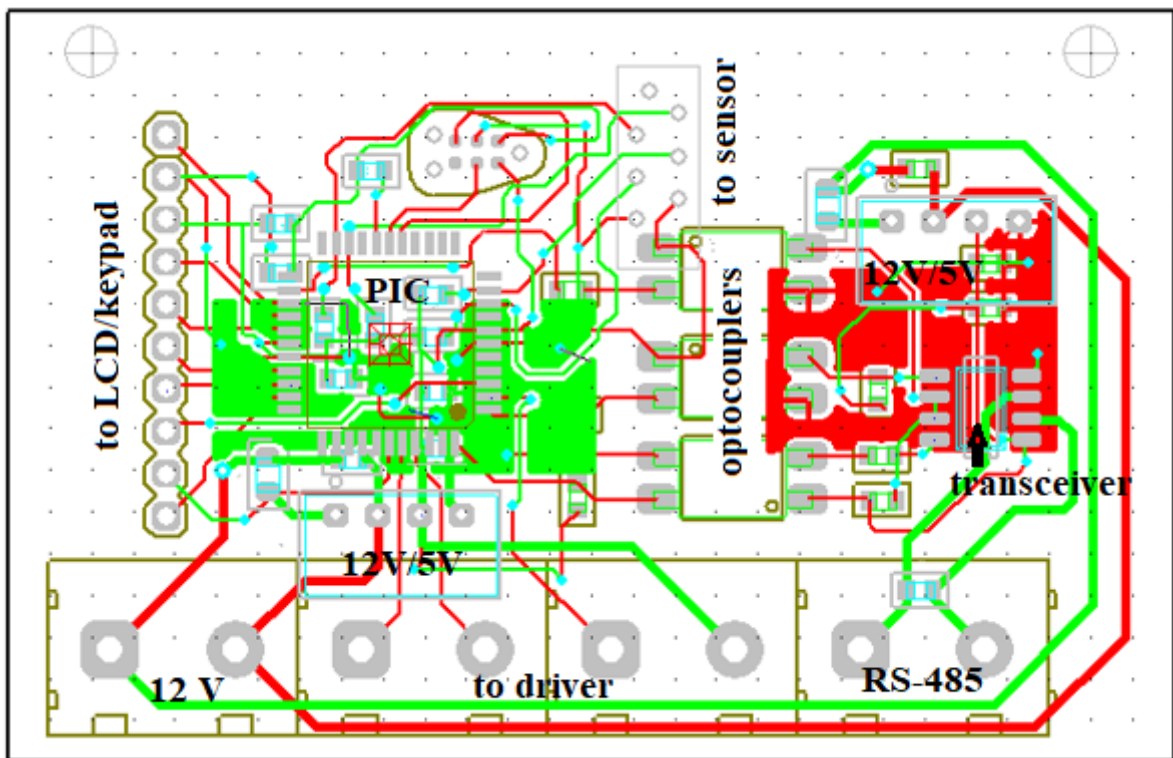 to sensor
to LCD/keypad
PIC
optocouplers
12V/5V
transceiver
12V/5V
12 V
to driver
RS-485